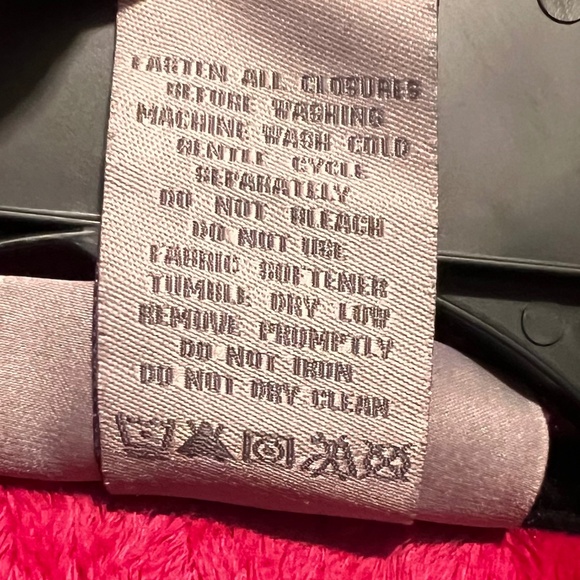 FASTEN ALL CLOSURES
BEFORE WASHING
MACHINE WASH COLD
GENTLE CYCLE
SEPARATELY
DO NOT BLEACH
DO NOT USE
FABRIC SOFTENER
TUMBLE DRY LOW
REMOVE PROMPTLY
DO NOT IRON
DO NOT DRY CLEAN